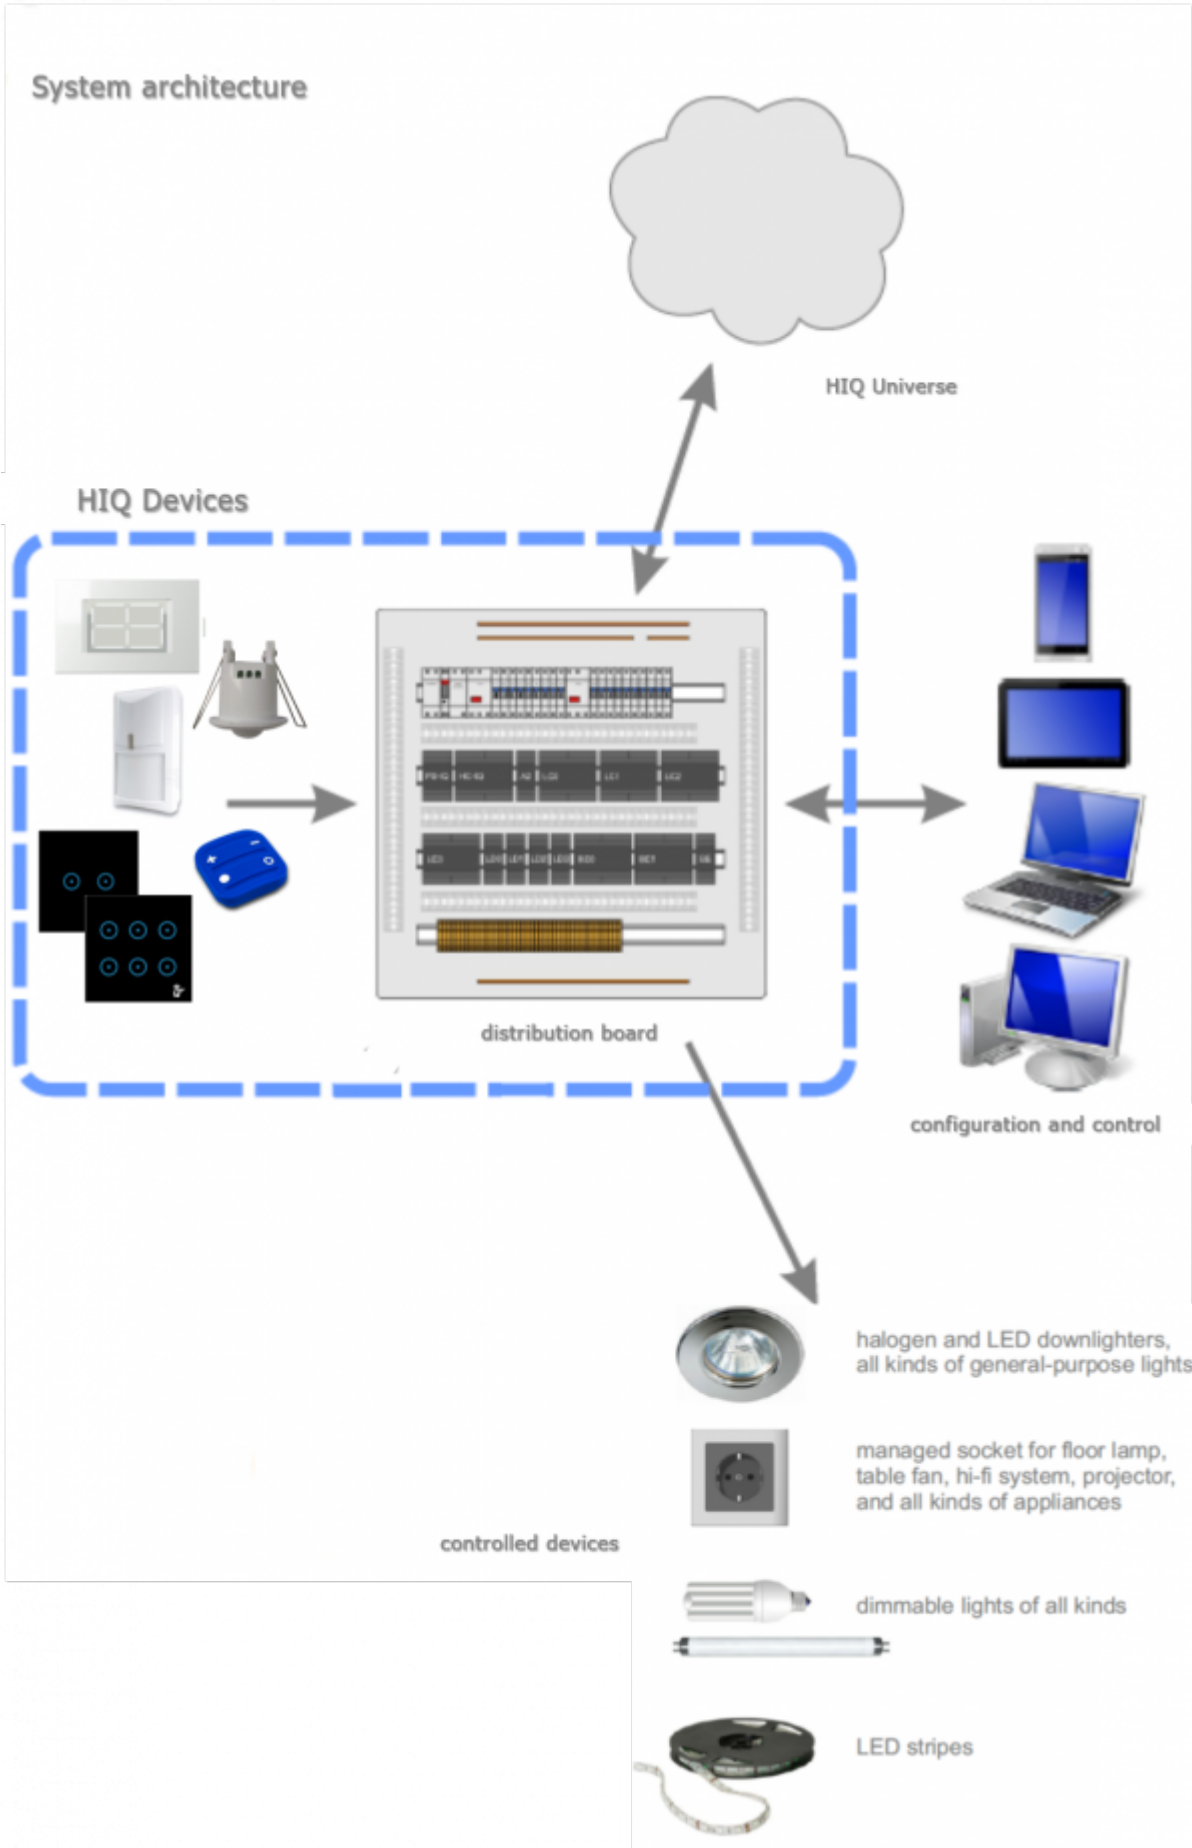 System architecture
HIQ Universe
HIQ Devices
LC1
LC2
distribution board
configuration and control
halogen and LED downlighters,
all kinds of general-purpose lights
managed socket for floor lamp,
table fan, hi-fi system, projector,
and all kinds of appliances
controlled devices
dimmable lights of all kinds
LED stripes